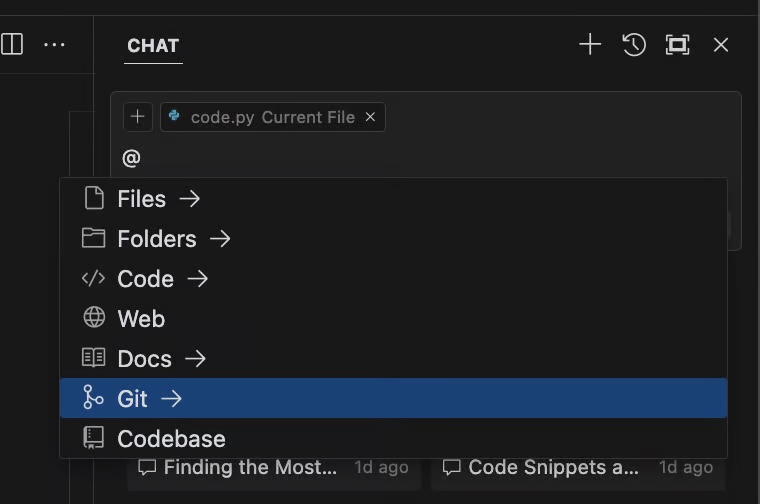 CHAT
code.py Current File
@
Files
Folders
Code
Web
Docs
Git
Codebase
Finding the Most... 1d ago Code Snippets a... 1d ago